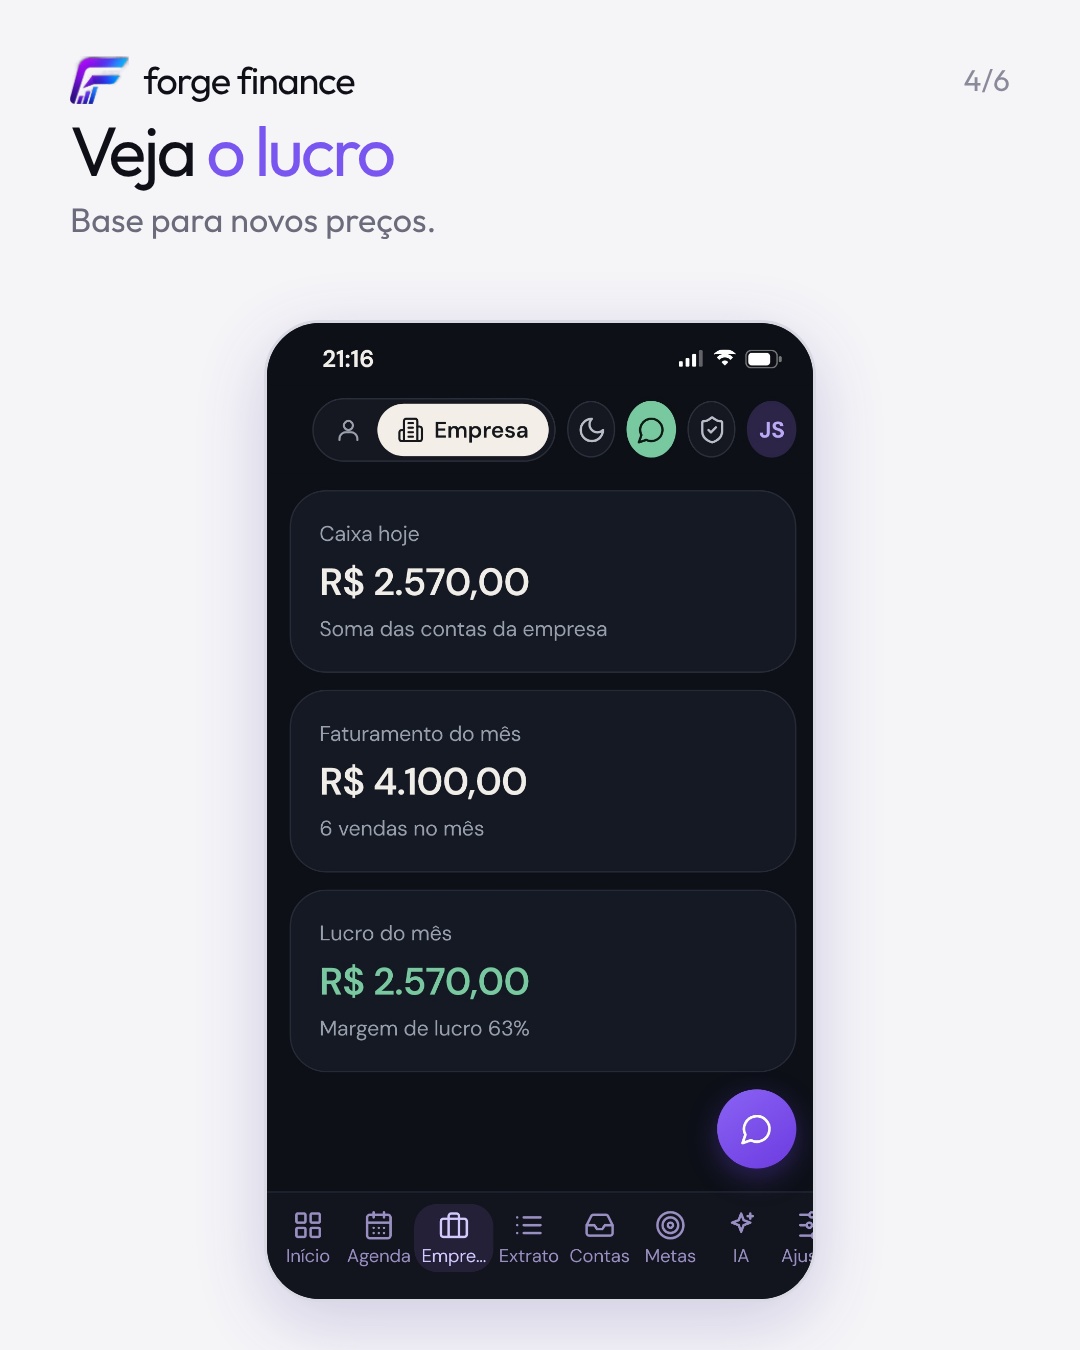 forge finance
4/6
Veja o lucro
Base para novos preços.
21:16
Empresa
JS
Caixa hoje
R$ 2.570,00
Soma das contas da empresa
Faturamento do mês
R$ 4.100,00
6 vendas no mês
Lucro do mês
R$ 2.570,00
Margem de lucro 63%
Início Agenda Empre... Extrato Contas Metas IA Ajus